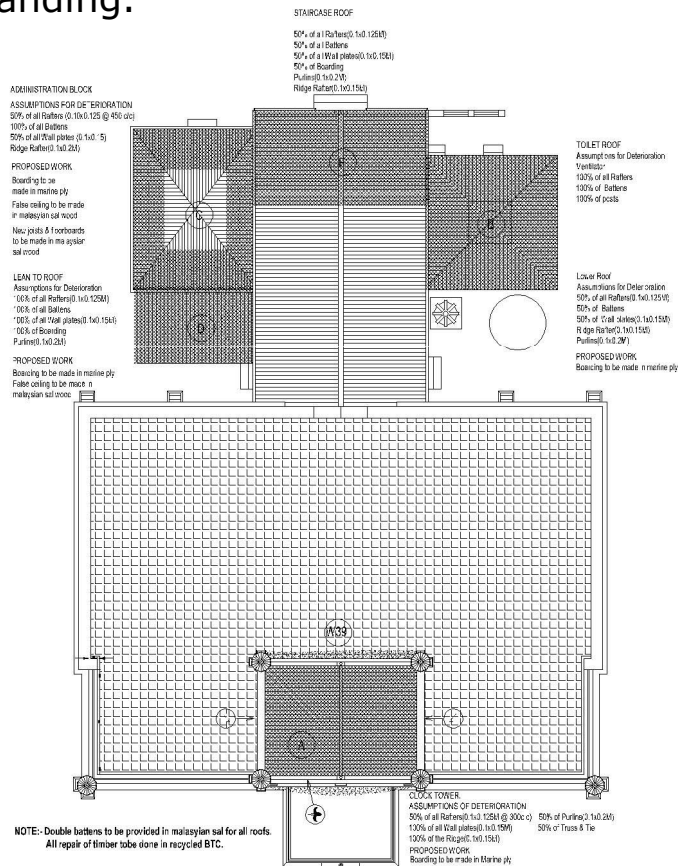 anding.
STAIRCASE ROOF
50% of all Rafters(0.1x0.125M)
50% of all Battens
50% of all Wall plates(0.1x0.15M)
50% of Boarding
Purlins(0.1x0.2M)
Ridge Rafter(0.1x0.15M)
ADMINISTRATION BLOCK
ASSUMPTIONS FOR DETERIORATION
50% of all Rafters (0.10x0.125 @ 450 c/c)
100% of all Battens
50% of all Wall plates (0.1x0.15)
Ridge Rafter(0.1x0.2M)
PROPOSED WORK
Boarding to be
made in marine ply
False ceiling to be made
in malasyian sal wood
New joists & floorboards
to be made in malasyian
sal wood
LEAN TO ROOF
Assumptions for Deterioration
100% of all Rafters(0.1x0.125M)
100% of all Battens
100% of all Wall plates(0.1x0.15M)
100% of Boarding
Purlins(0.1x0.2M)
PROPOSED WORK
Boarding to be made in marine ply
False ceiling to be made in
malasyian sal wood
TOILET ROOF
Assumptions for Deterioration
Ventilator
100% of all Rafters
100% of Battens
100% of posts
Lower Roof
Assumptions for Deterioration
50% of all Rafters(0.1x0.125M)
50% of Battens
50% of Wall plates(0.1x0.15M)
Ridge Rafter(0.1x0.15M)
Purlins(0.1x0.2M)
PROPOSED WORK
Boarding to be made in marine ply
C
B
D
W39
A
CLOCK TOWER.
ASSUMPTIONS OF DETERIORATION
50% of all Rafters(0.1x0.125M @ 300c c) 50% of Purlins(0.1x0.2M)
100% of all Wall plates(0.1x0.15M) 50% of Truss & Tie
100% of the Ridge(0.1x0.15M)
PROPOSED WORK
Boarding to be made in Marine ply
NOTE:- Double battens to be provided in malasyian sal for all roofs.
All repair of timber tobe done in recycled BTC.